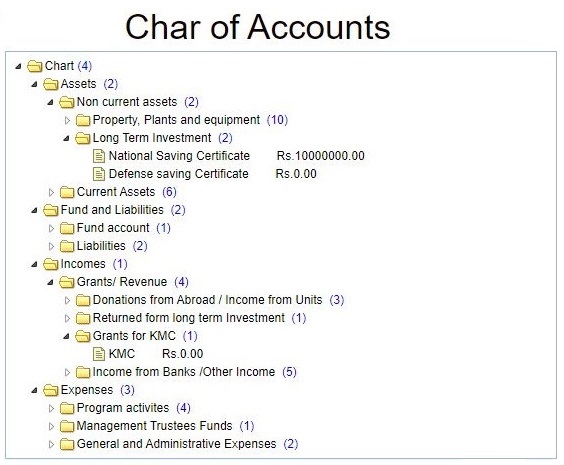 Char of Accounts
Chart (4)
Assets (2)
Non current assets (2)
Property, Plants and equipment (10)
Long Term Investment (2)
National Saving Certificate Rs.10000000.00
Defense saving Certificate Rs.0.00
Current Assets (6)
Fund and Liabilities (2)
Fund account (1)
Liabilities (2)
Incomes (1)
Grants/ Revenue (4)
Donations from Abroad / Income from Units (3)
Returned form long term Investment (1)
Grants for KMC (1)
KMC Rs.0.00
Income from Banks /Other Income (5)
Expenses (3)
Program activites (4)
Management Trustees Funds (1)
General and Administrative Expenses (2)